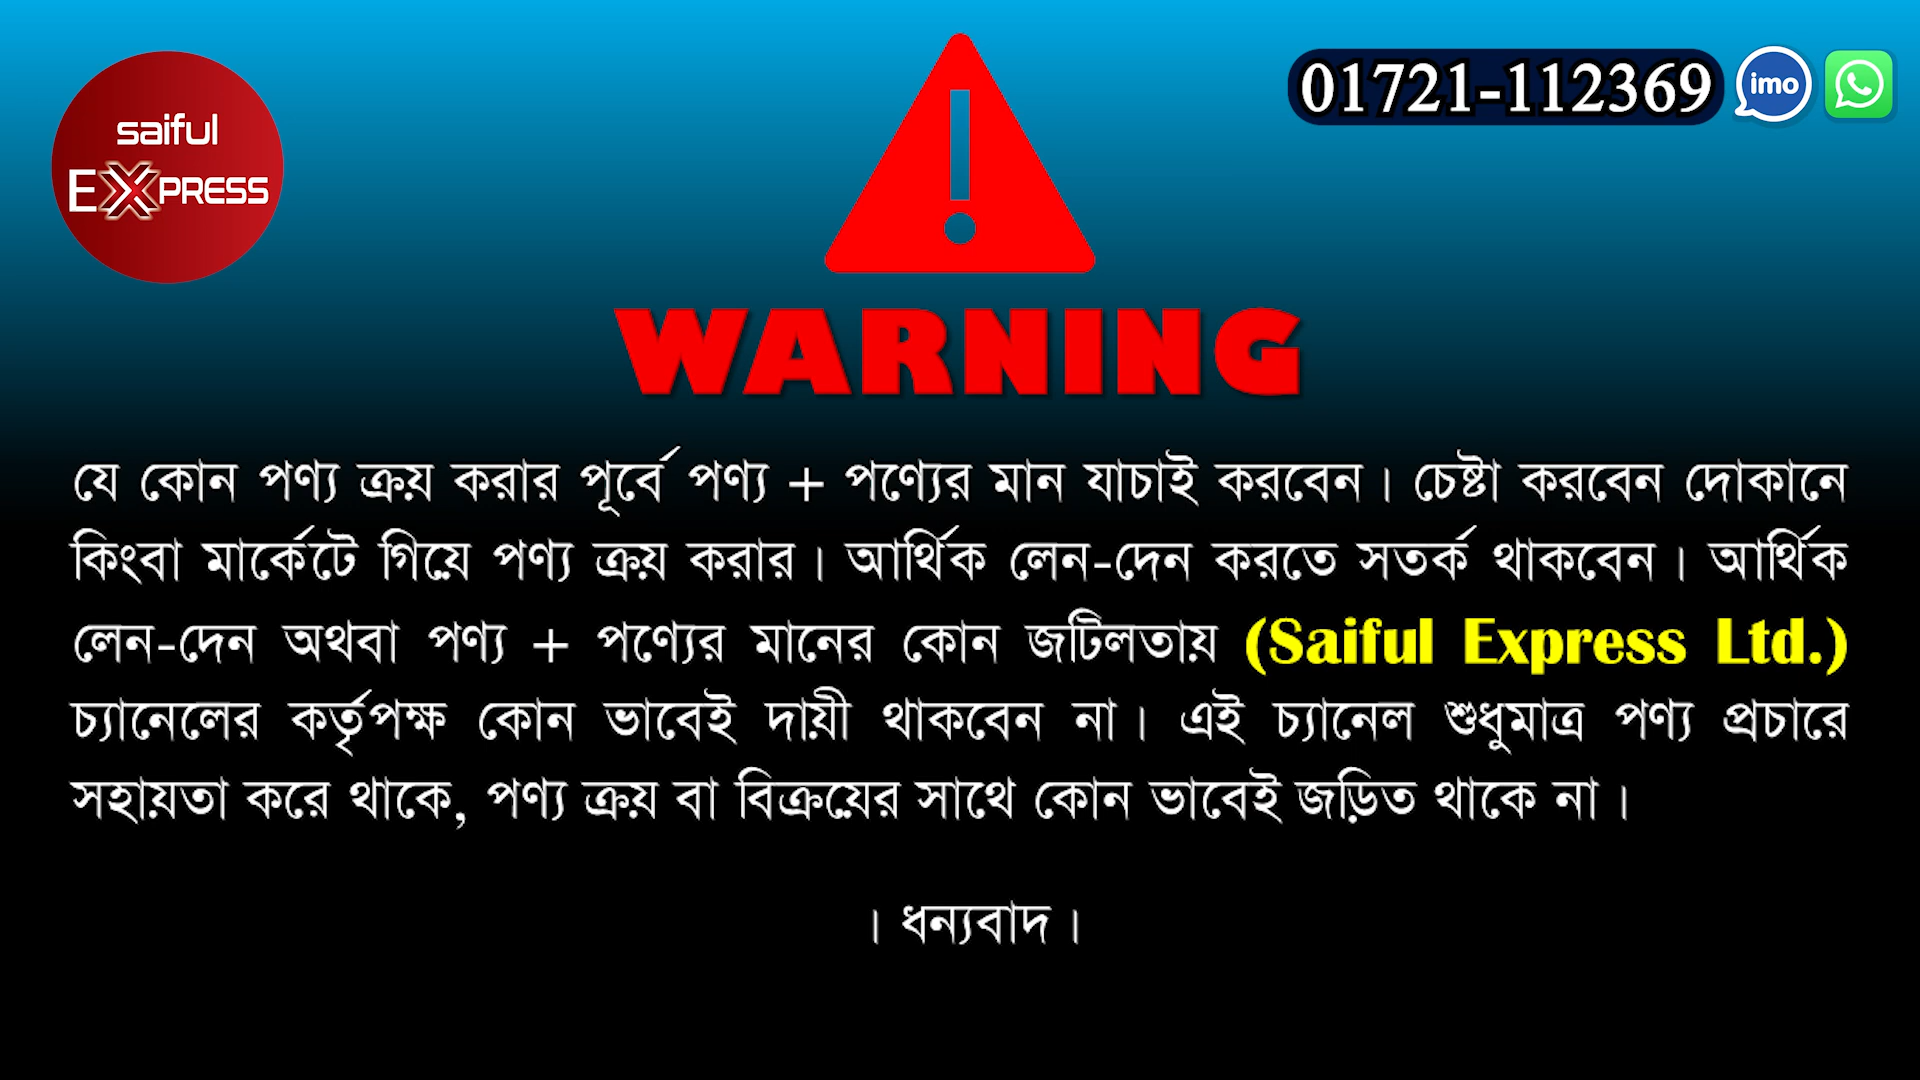 saiful
EXPRESS
01721-112369
imo
WARNING
যে কোন পণ্য ক্রয় করার পূর্বে পণ্য + পণ্যের মান যাচাই করবেন। চেষ্টা করবেন দোকানে
কিংবা মার্কেটে গিয়ে পণ্য ক্রয় করার। আর্থিক লেন-দেন করতে সতর্ক থাকবেন। আর্থিক
লেন-দেন অথবা পণ্য + পণ্যের মানের কোন জটিলতায় (Saiful Express Ltd.)
চ্যানেলের কর্তৃপক্ষ কোন ভাবেই দায়ী থাকবেন না। এই চ্যানেল শুধুমাত্র পণ্য প্রচারে
সহায়তা করে থাকে, পণ্য ক্রয় বা বিক্রয়ের সাথে কোন ভাবেই জড়িত থাকে না।
। ধন্যবাদ।